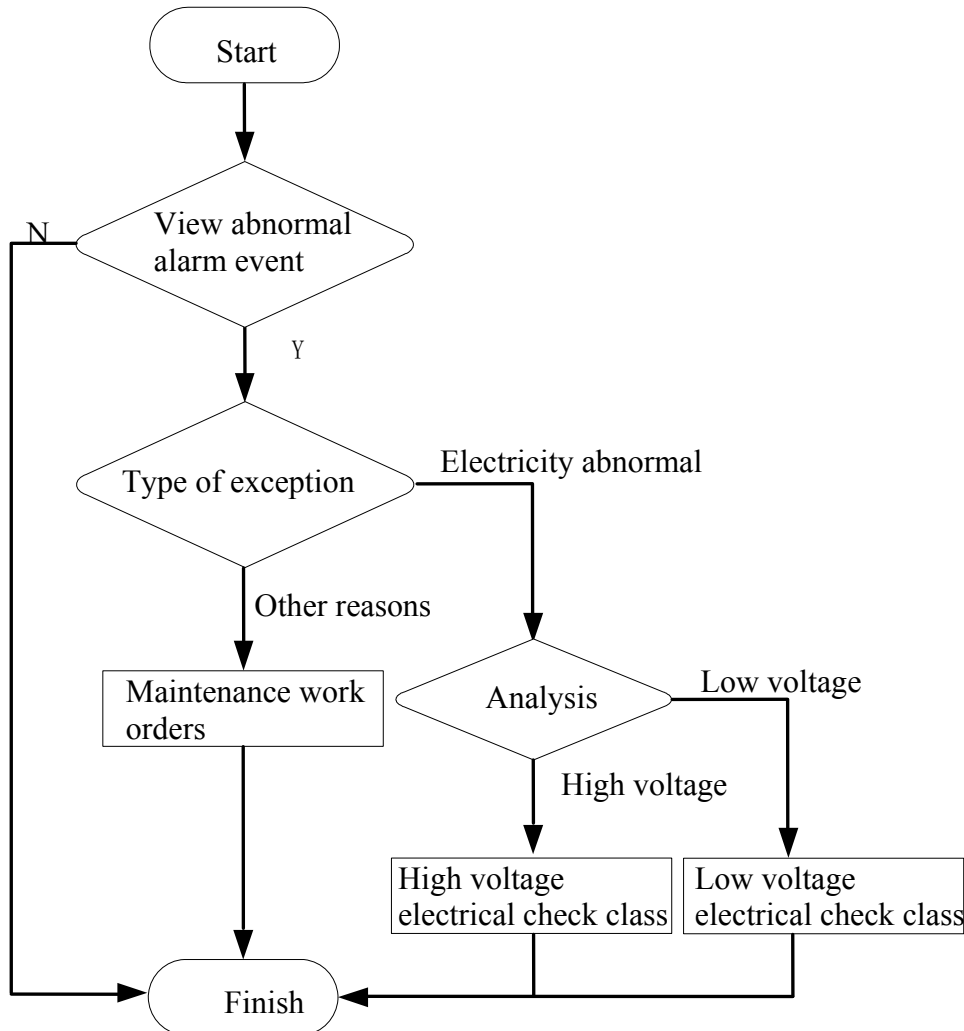 Start
View abnormal
alarm event
N
Y
Type of exception
Electricity abnormal
Other reasons
Maintenance work
orders
Analysis
Low voltage
High voltage
High voltage
electrical check class
Low voltage
electrical check class
Finish